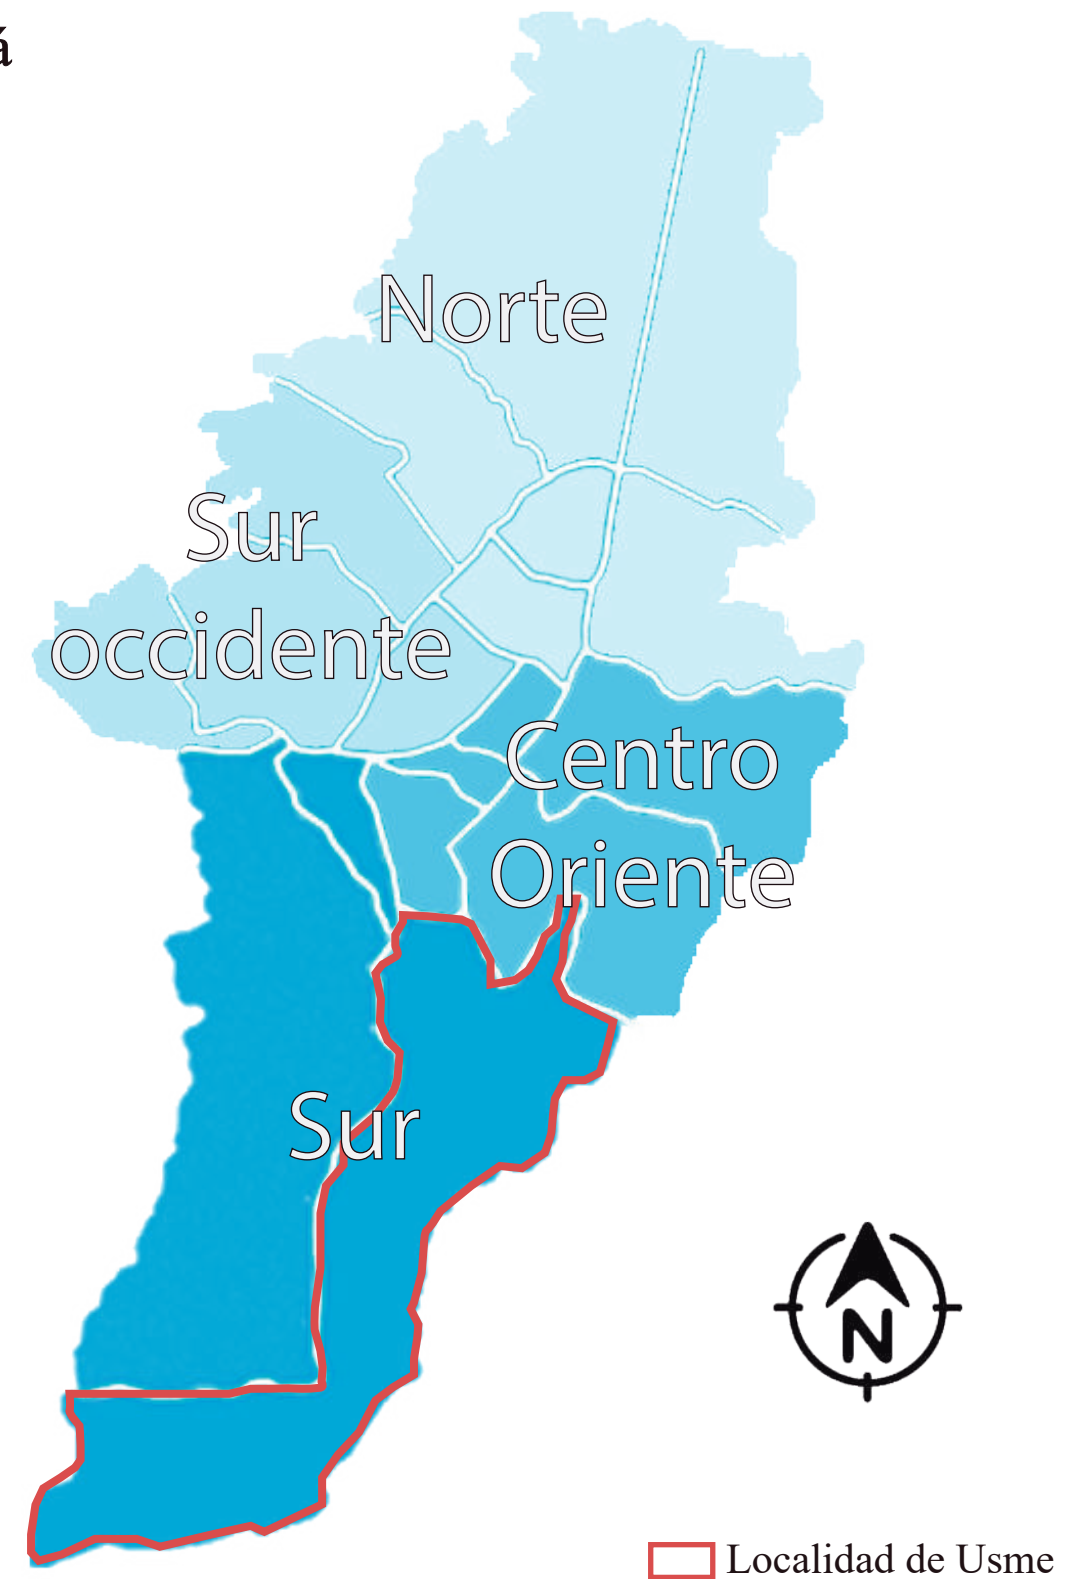 á
Norte
Sur
occidente
Centro
Oriente
Sur
N
Localidad de Usme